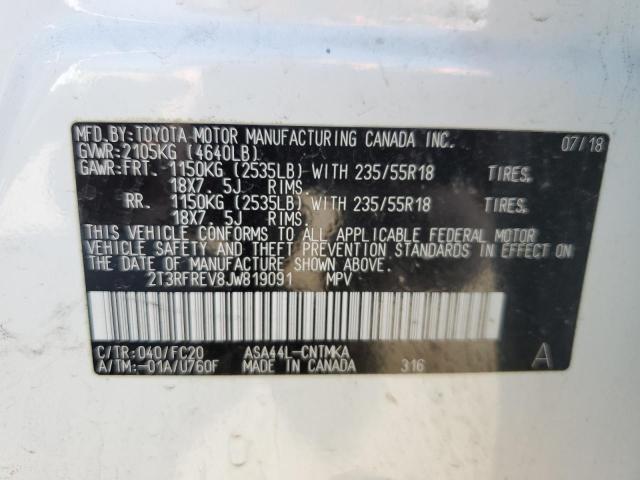 MFD.BY:TOYOTA MOTOR MANUFACTURING CANADA INC. 07/18
GVWR:2105KG (4640LB)
GAWR:FRT. 1150KG (2535LB) WITH 235/55R18 TIRES,
18X7.5J RIMS.
RR. 1150KG (2535LB) WITH 235/55R18 TIRES,
18X7.5J RIMS.
THIS VEHICLE CONFORMS TO ALL APPLICABLE FEDERAL MOTOR
VEHICLE SAFETY AND THEFT PREVENTION STANDARDS IN EFFECT ON
THE DATE OF MANUFACTURE SHOWN ABOVE.
2T3RFREV8JW819091 MPV
C/TR:040/FC20 ASA44L-CNTMKA A
A/TM:-01A/U760F MADE IN CANADA 316